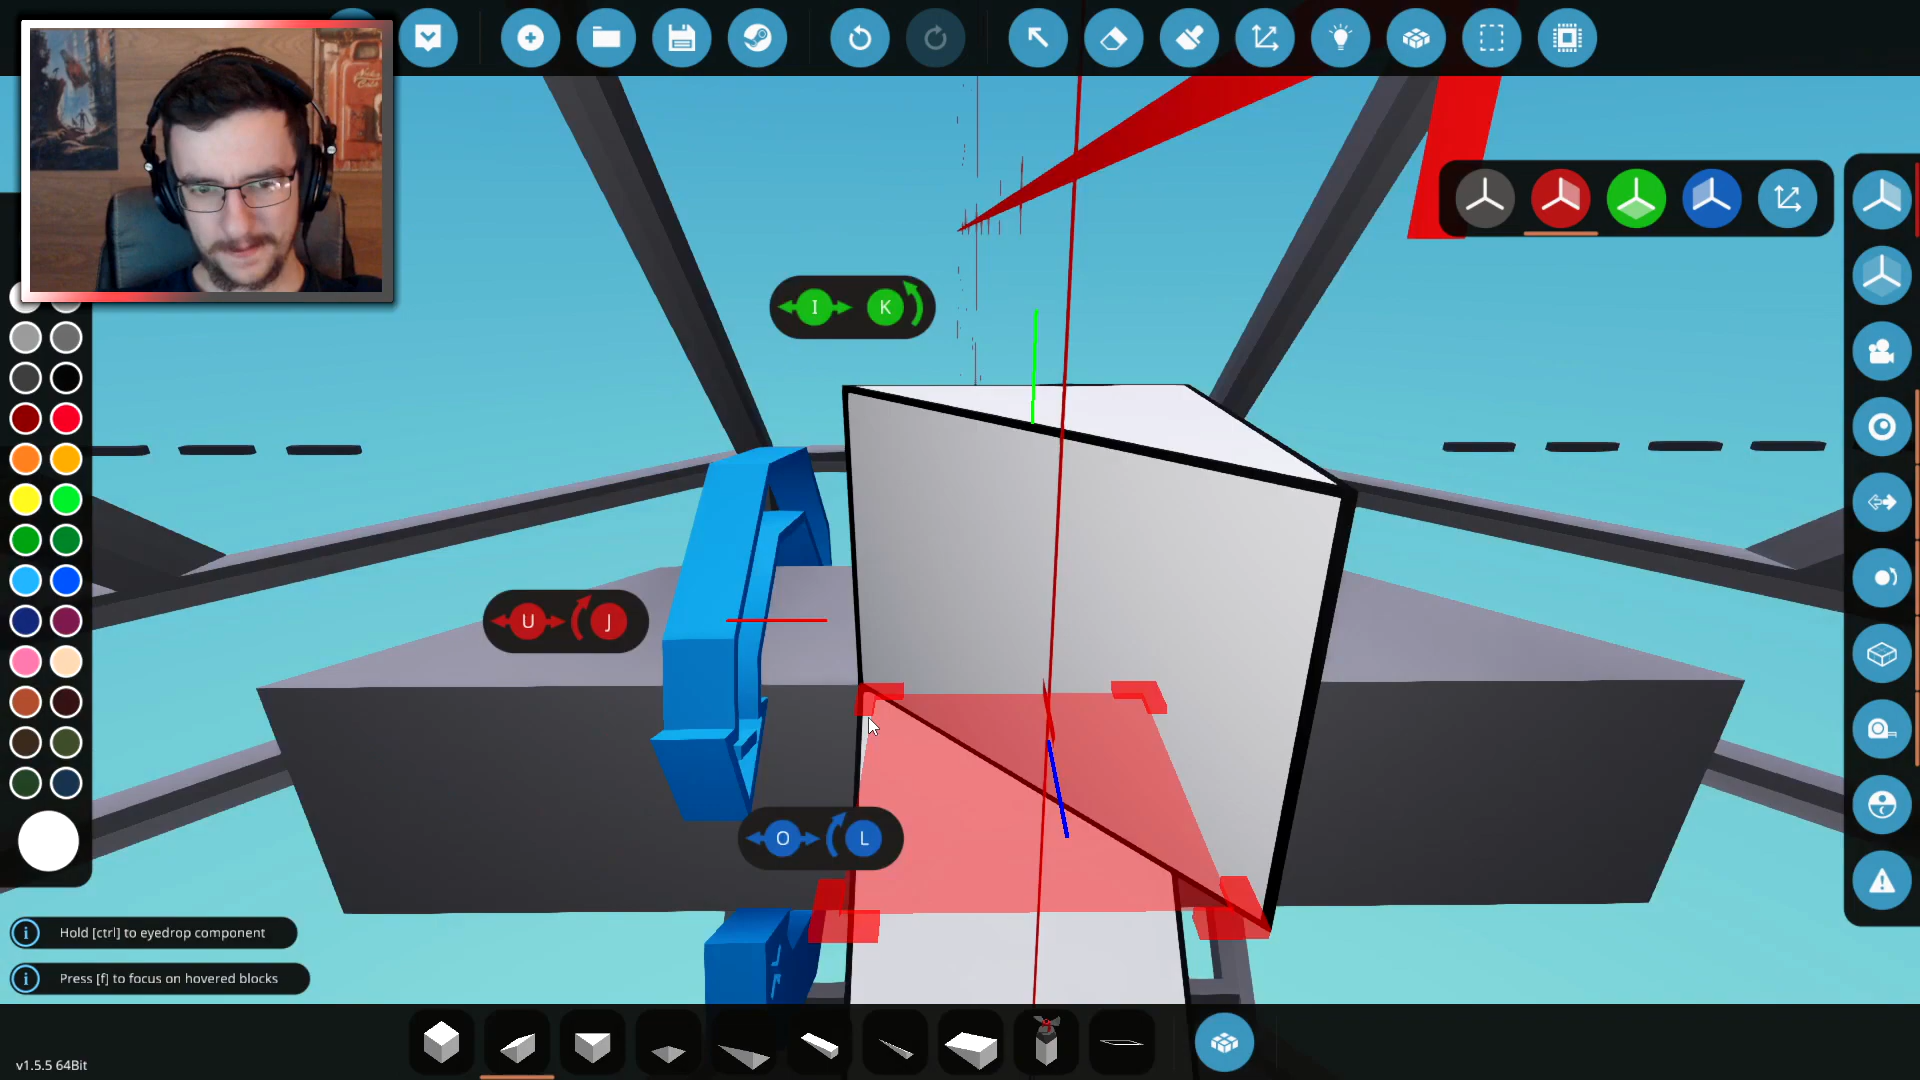 I K
U J
O L
Hold [ctrl] to eyedrop component
Press [f] to focus on hovered blocks
v1.5.5 64Bit